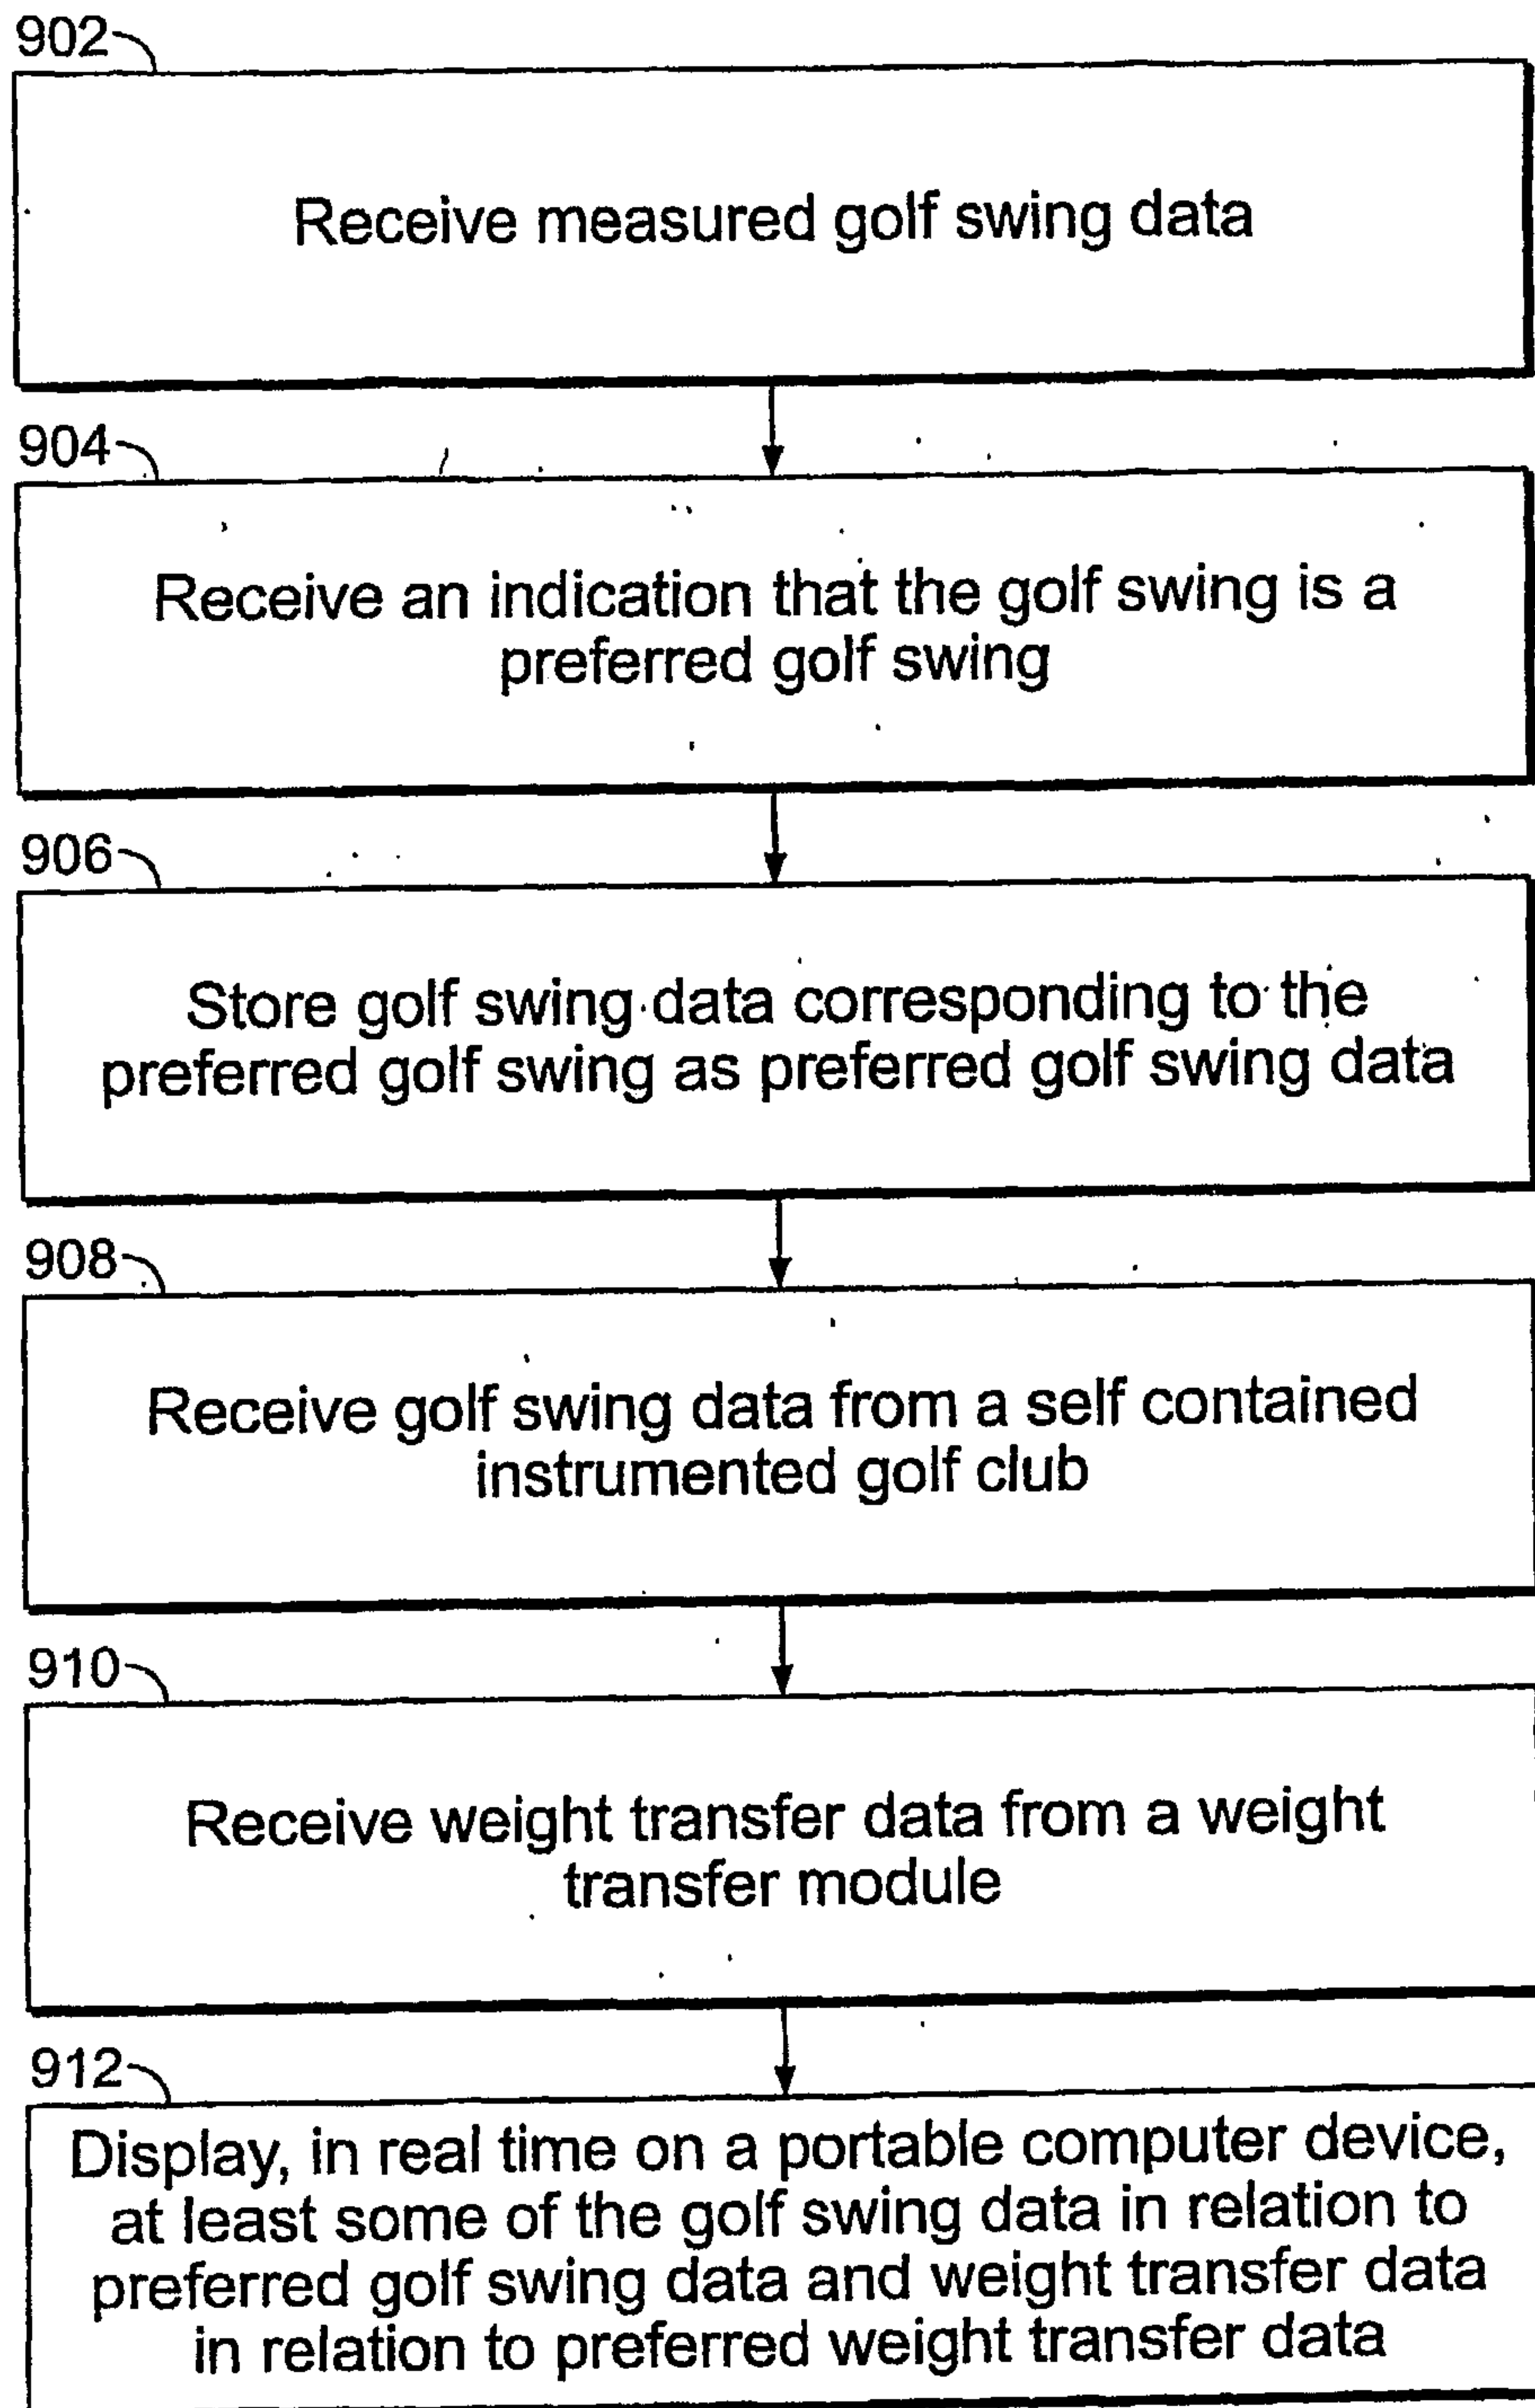 902
Receive measured golf swing data
904
Receive an indication that the golf swing is a
preferred golf swing
906
Store golf swing data corresponding to the
preferred golf swing as preferred golf swing data
908
Receive golf swing data from a self contained
instrumented golf club
910
Receive weight transfer data from a weight
transfer module
912
Display, in real time on a portable computer device,
at least some of the golf swing data in relation to
preferred golf swing data and weight transfer data
in relation to preferred weight transfer data